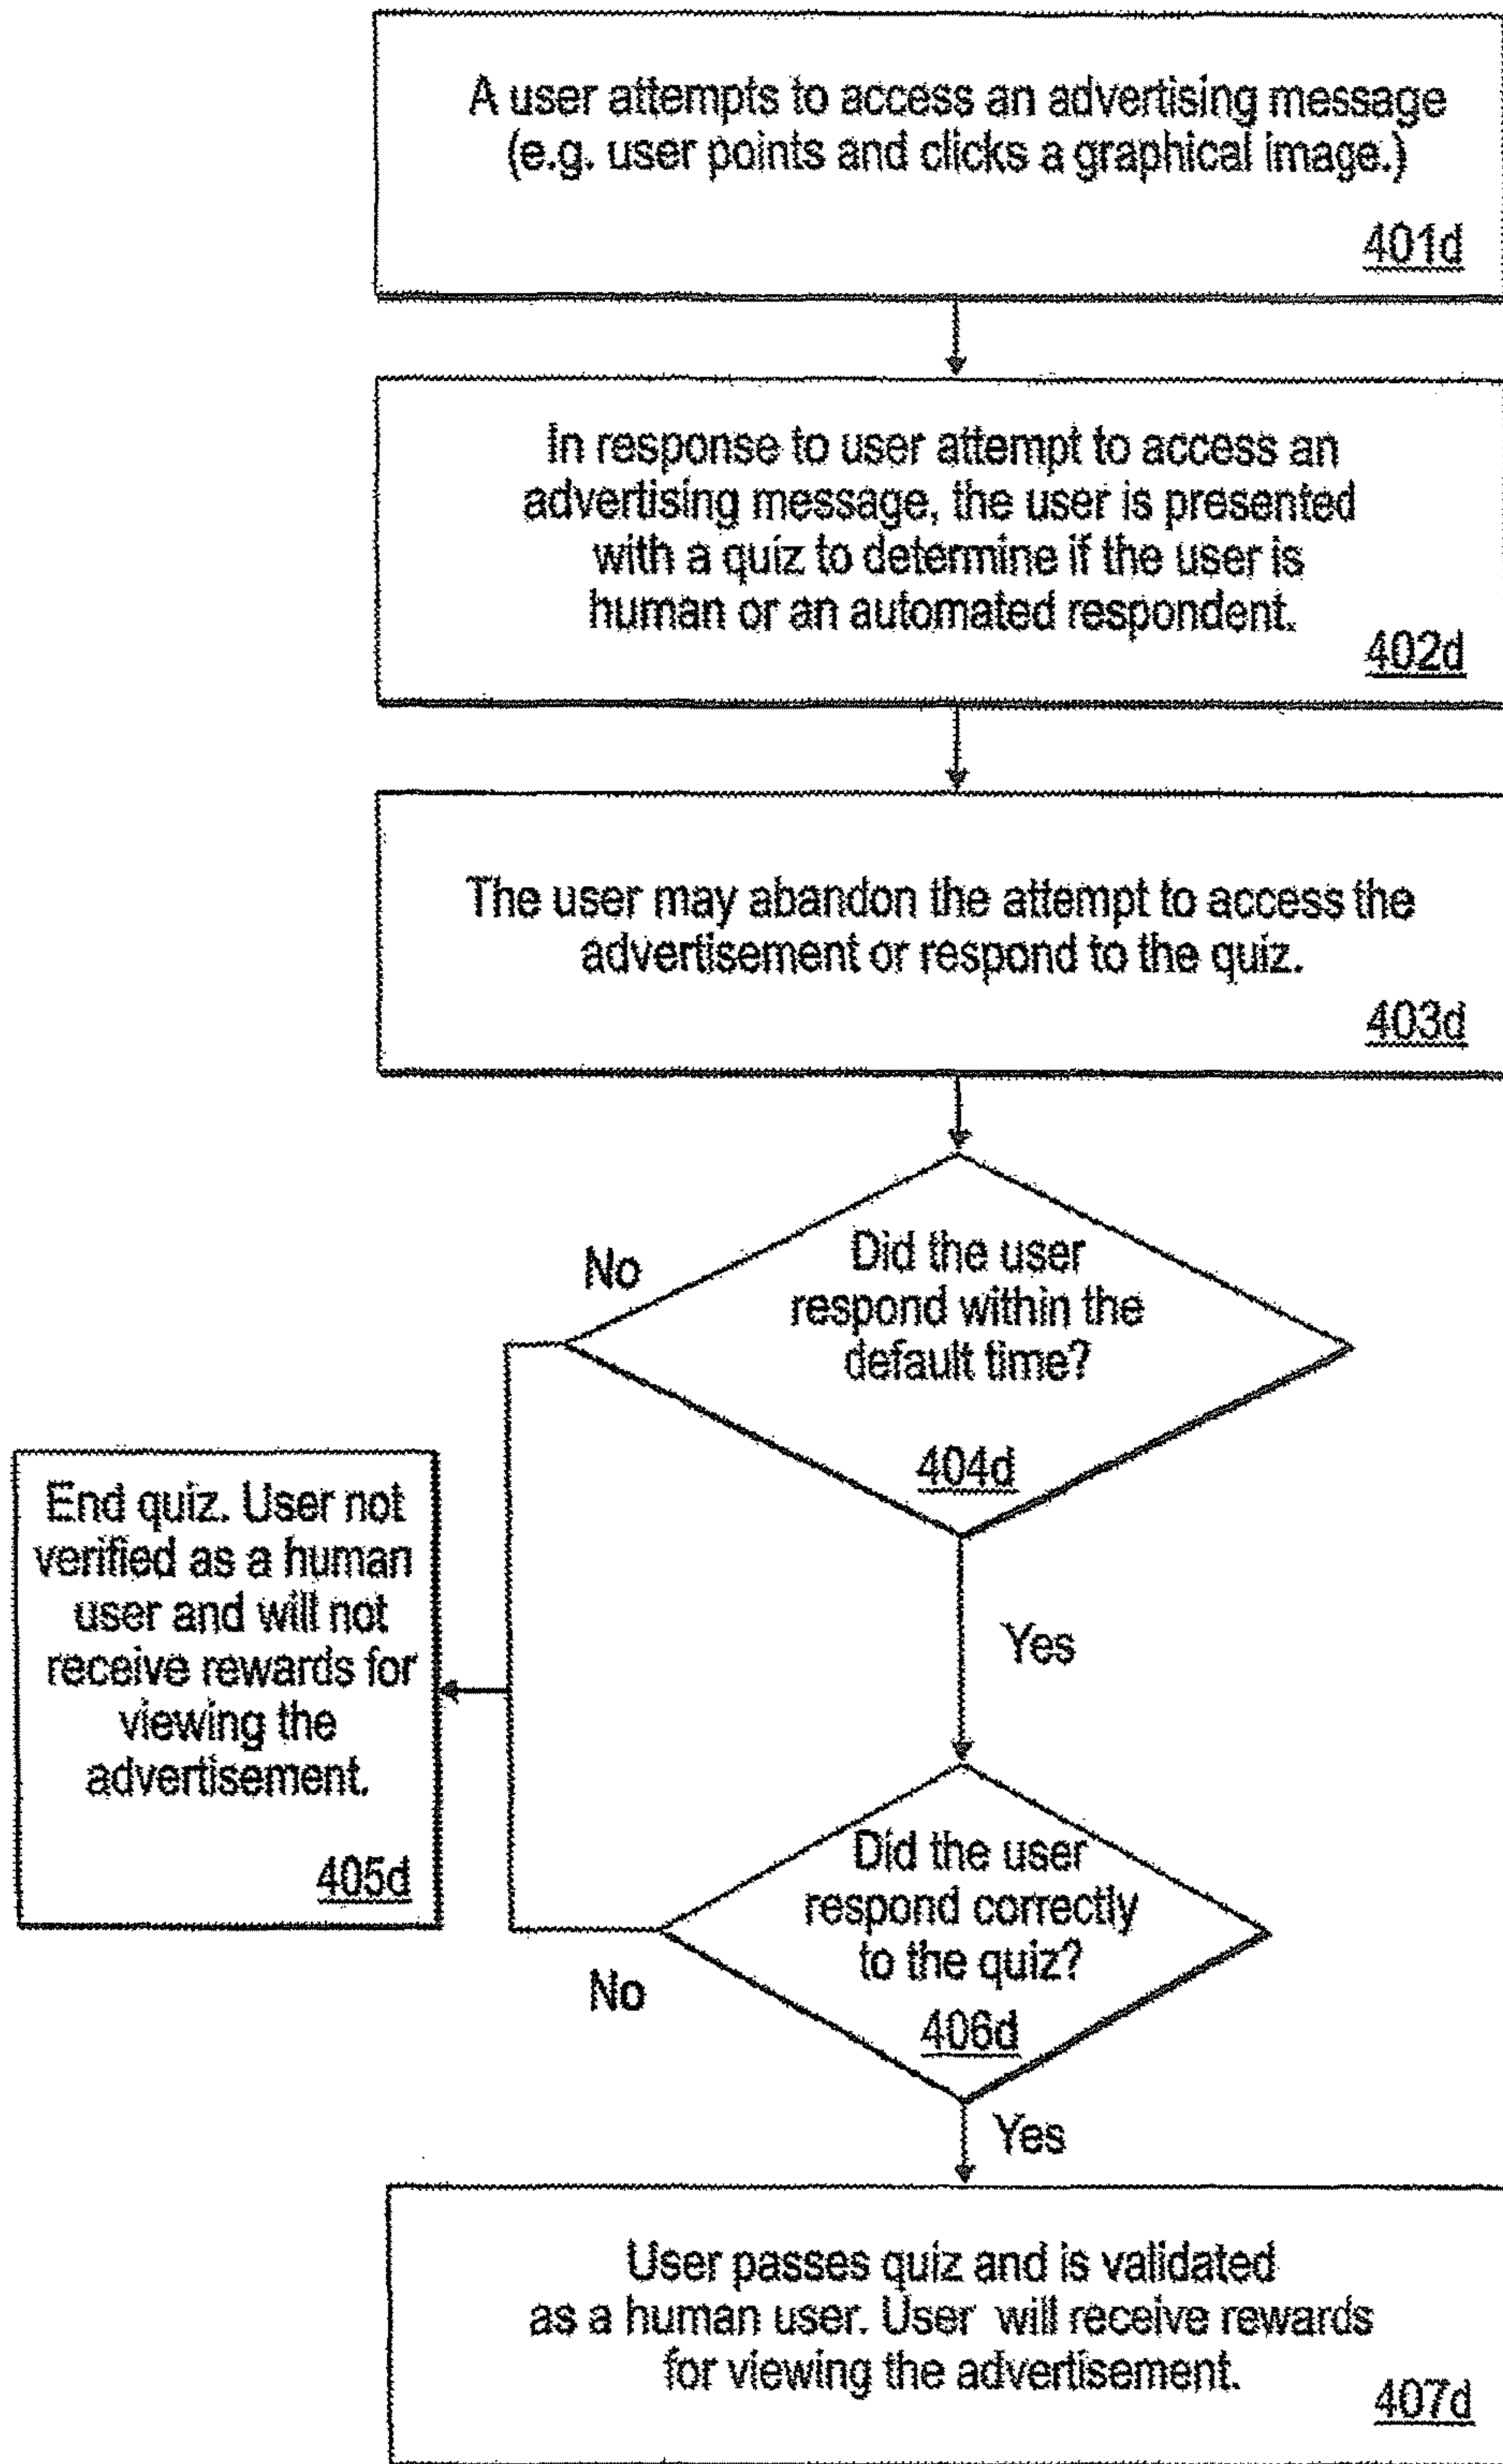 A user attempts to access an advertising message
(e.g. user points and clicks a graphical image.)
401d
In response to user attempt to access an
advertising message, the user is presented
with a quiz to determine if the user is
human or an automated respondent.
402d
The user may abandon the attempt to access the
advertisement or respond to the quiz.
403d
No
Did the user
respond within the
default time?
404d
End quiz. User not
verified as a human
user and will not
receive rewards for
viewing the
advertisement.
405d
Yes
Did the user
respond correctly
to the quiz?
406d
No
Yes
User passes quiz and is validated
as a human user. User will receive rewards
for viewing the advertisement.
407d